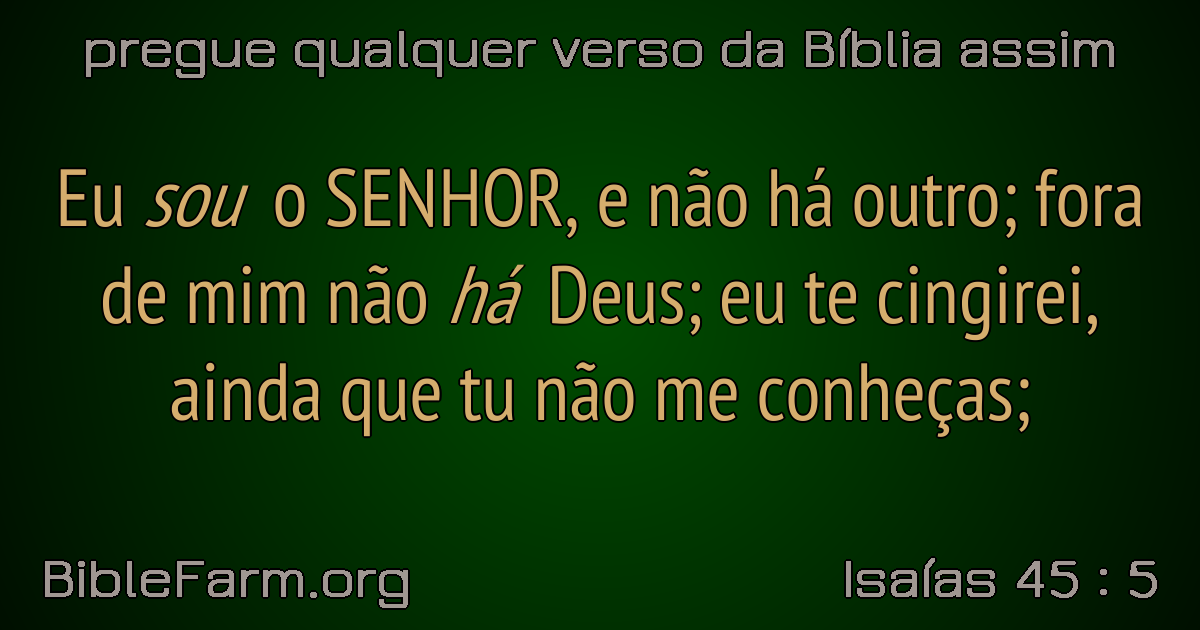 pregue qualquer verso da Bíblia assim
Eu sou o SENHOR, e não há outro; fora
de mim não há Deus; eu te cingirei,
ainda que tu não me conheças;
BibleFarm.org
Isaías 45 : 5